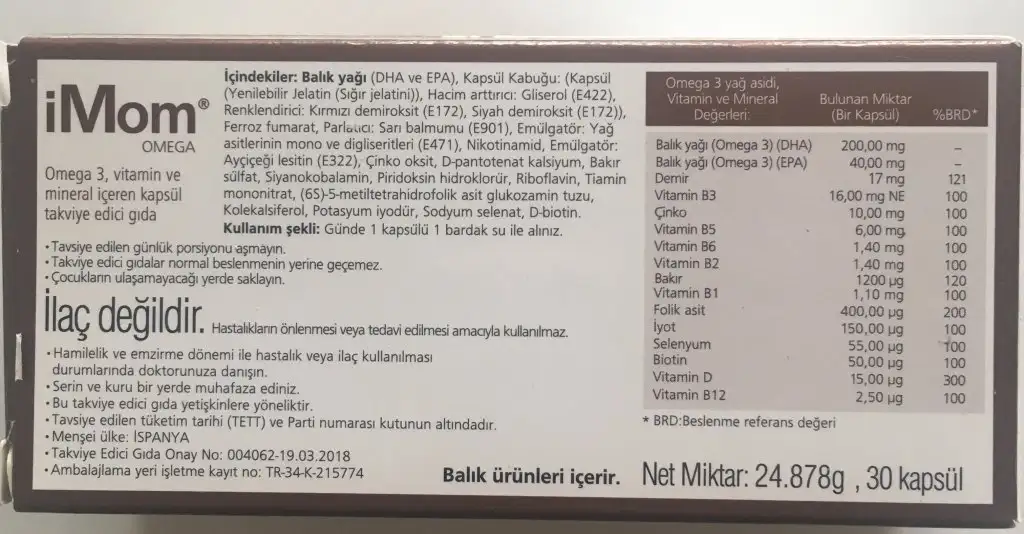 iMom®
OMEGA
Omega 3, vitamin ve
mineral içeren kapsül
takviye edici gıda
İçindekiler: Balık yağı (DHA ve EPA), Kapsül Kabuğu: (Kapsül
(Yenilebilir Jelatin (Sığır jelatini)), Hacim arttırıcı: Gliserol (E422),
Renklendirici: Kırmızı demiroksit (E172), Siyah demiroksit (E172)),
Ferroz fumarat, Parlatıcı: Sarı balmumu (E901), Emülgatör: Yağ
asitlerinin mono ve digliseritleri (E471), Nikotinamid, Emülgatör:
Ayçiçeği lesitin (E322), Çinko oksit, D-pantotenat kalsiyum, Bakır
sülfat, Siyanokobalamin, Piridoksin hidroklorür, Riboflavin, Tiamin
mononitrat, (6S)-5-metiltetrahidrofolik asit glukozamin tuzu,
Kolekalsiferol, Potasyum iyodür, Sodyum selenat, D-biotin.
Kullanım şekli: Günde 1 kapsülü 1 bardak su ile alınız.
• Tavsiye edilen günlük porsiyonu aşmayın.
• Takviye edici gıdalar normal beslenmenin yerine geçemez.
• Çocukların ulaşamayacağı yerde saklayın.
İlaç değildir. Hastalıkların önlenmesi veya tedavi edilmesi amacıyla kullanılmaz.
• Hamilelik ve emzirme dönemi ile hastalık veya ilaç kullanılması
durumlarında doktorunuza danışın.
• Serin ve kuru bir yerde muhafaza ediniz.
• Bu takviye edici gıda yetişkinlere yöneliktir.
• Tavsiye edilen tüketim tarihi (TETT) ve Parti numarası kutunun altındadır.
• Menşei ülke: İSPANYA
• Takviye Edici Gıda Onay No: 004062-19.03.2018
• Ambalajlama yeri işletme kayıt no: TR-34-K-215774
Omega 3 yağ asidi,
Vitamin ve Mineral
Değerleri:
Bulunan Miktar
(Bir Kapsül)
%BRD*
Balık yağı (Omega 3) (DHA) 200,00 mg –
Balık yağı (Omega 3) (EPA) 40,00 mg –
Demir 17 mg 121
Vitamin B3 16,00 mg NE 100
Çinko 10,00 mg 100
Vitamin B5 6,00 mg 100
Vitamin B6 1,40 mg 100
Vitamin B2 1,40 mg 100
Bakır 1200 µg 120
Vitamin B1 1,10 mg 100
Folik asit 400,00 µg 200
İyot 150,00 µg 100
Selenyum 55,00 µg 100
Biotin 50,00 µg 100
Vitamin D 15,00 µg 300
Vitamin B12 2,50 µg 100
* BRD:Beslenme referans değeri
Balık ürünleri içerir.
Net Miktar: 24.878g , 30 kapsül